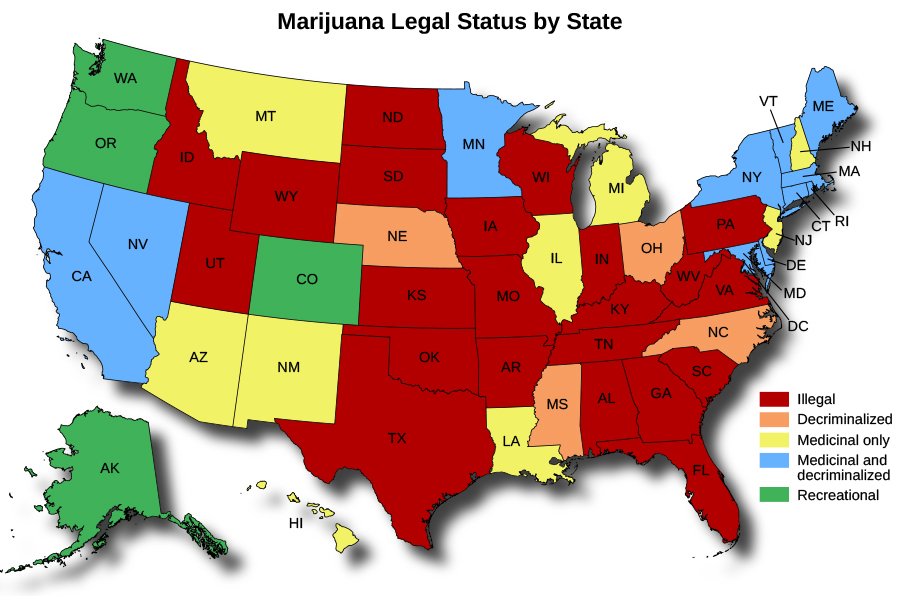 Marijuana Legal Status by State
WA
OR
ID
MT
ND
MN
SD
WY
WI
MI
VT
ME
NH
MA
NY
RI
CT
NV
CA
UT
CO
NE
IA
IL
IN
OH
PA
NJ
DE
MD
DC
WV
VA
KS
MO
KY
NC
TN
AZ
NM
OK
AR
SC
MS
AL
GA
TX
LA
FL
AK
HI
Illegal
Decriminalized
Medicinal only
Medicinal and
decriminalized
Recreational